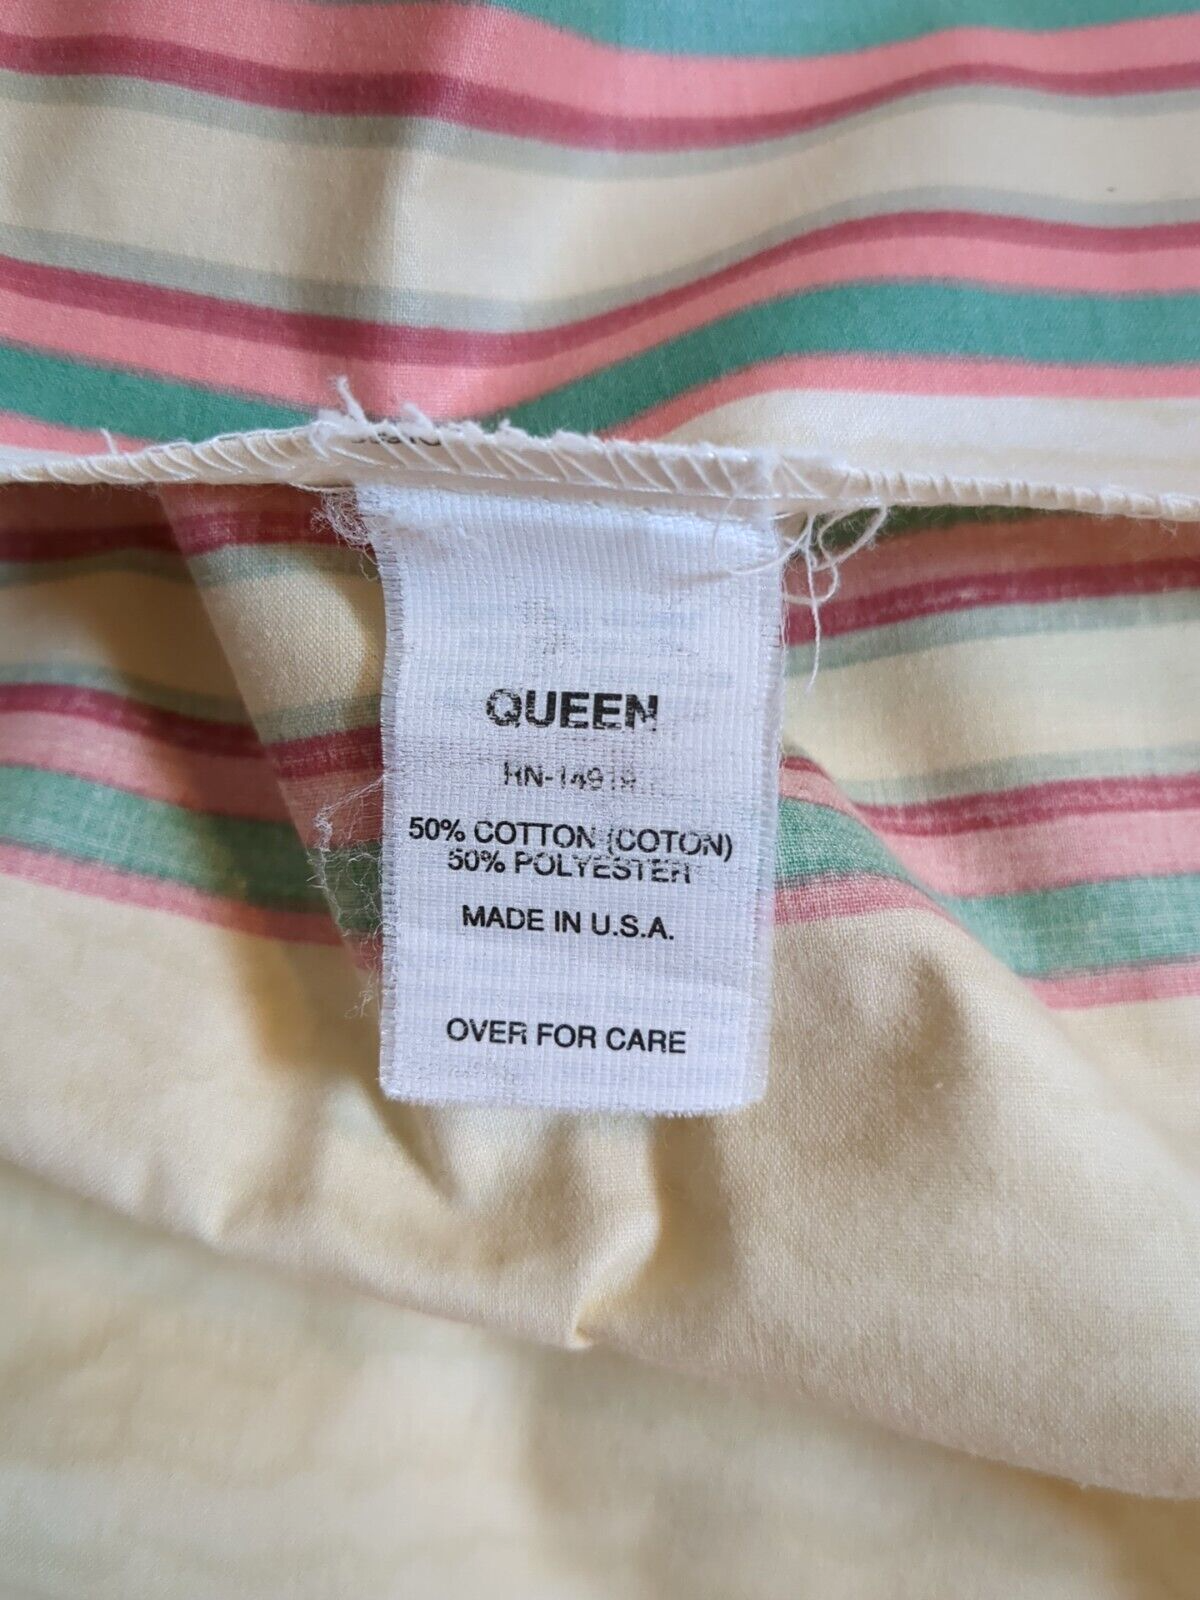 QUEEN
50% COTTON (COTON)
50% POLYESTER
MADE IN U.S.A.
OVER FOR CARE